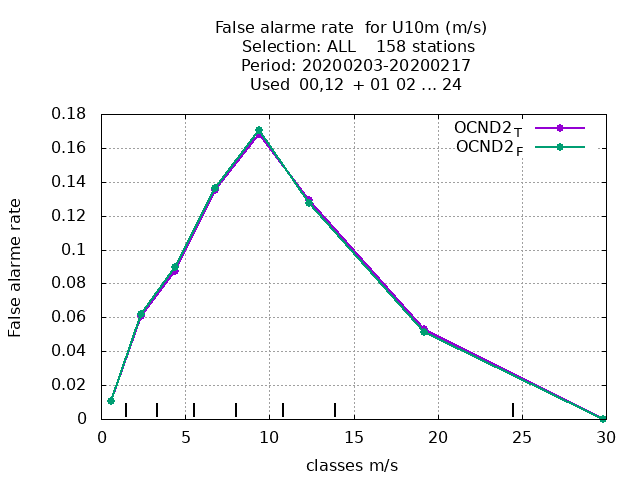 False alarme rate  for U10m (m/s)
Selection: ALL    158 stations
Period: 20200203-20200217
Used  00,12  + 01 02 ... 24
OCND2T
OCND2F
0.18
0.16
0.14
0.12
0.1
0.08
0.06
0.04
0.02
0
False alarme rate
0 5 10 15 20 25 30
classes m/s